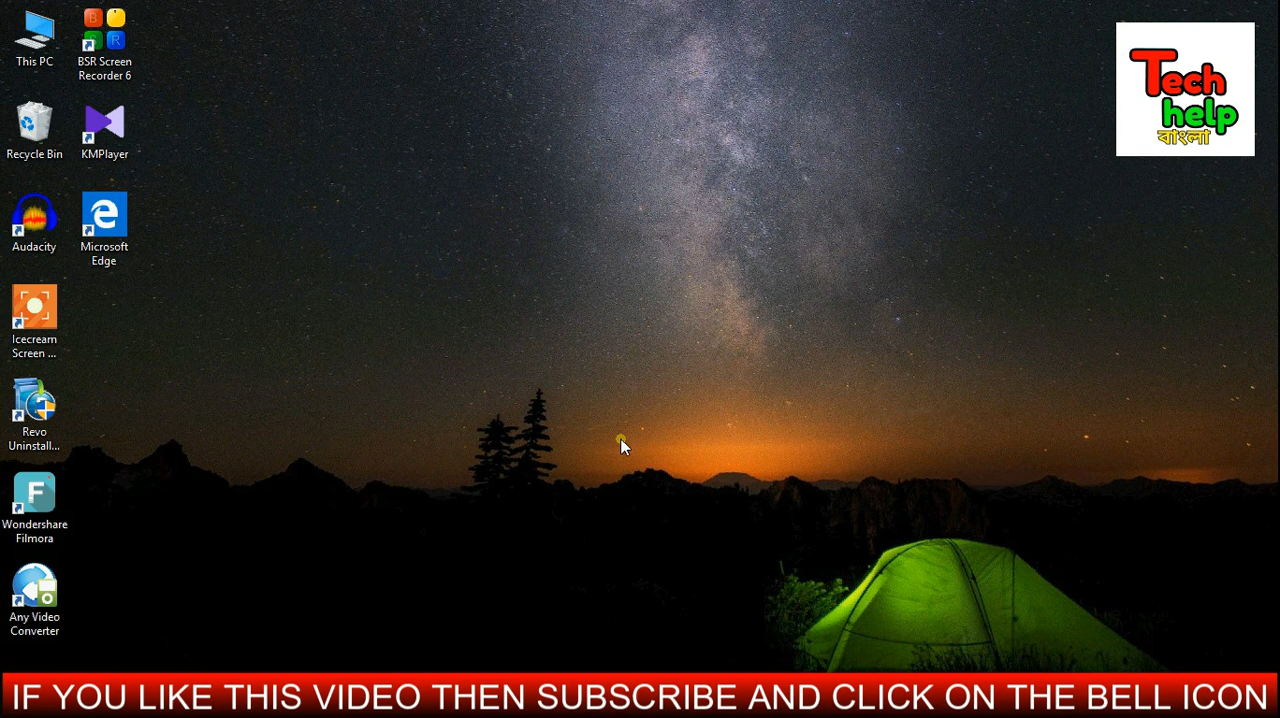 This PC
BSR Screen
Recorder 6
Recycle Bin
KMPlayer
Audacity
Microsoft
Edge
Icecream
Screen ...
Revo
Uninstall...
Wondershare
Filmora
Any Video
Converter
Tech
help
বাংলা
IF YOU LIKE THIS VIDEO THEN SUBSCRIBE AND CLICK ON THE BELL ICON